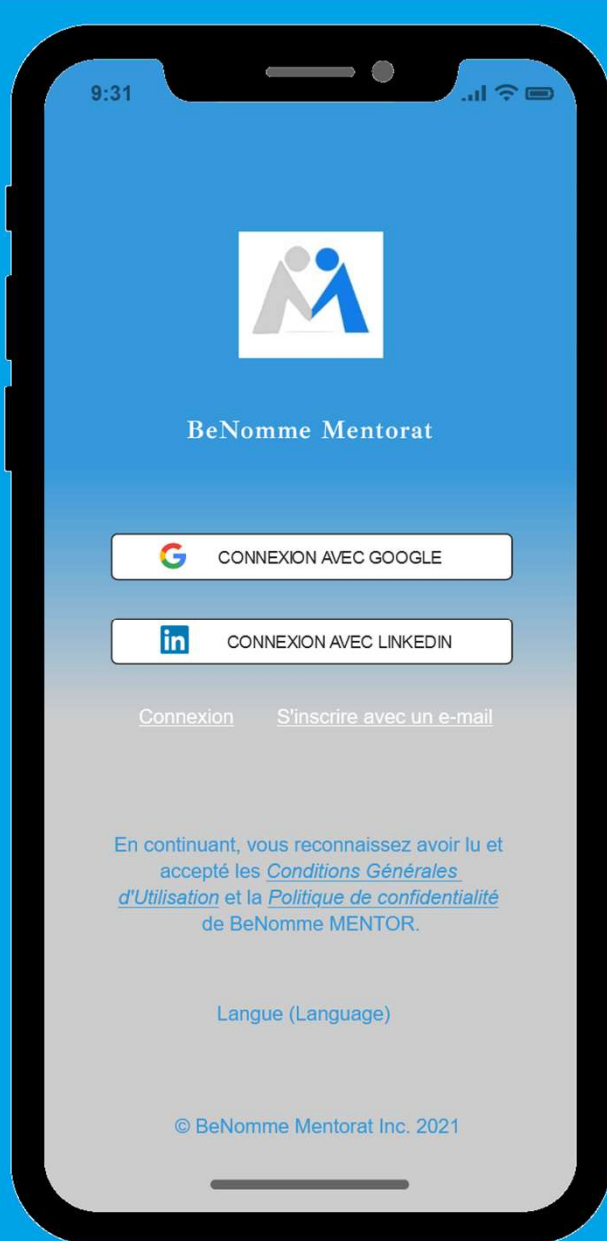 9:31
BeNomme Mentorat
CONNEXION AVEC GOOGLE
in CONNEXION AVEC LINKEDIN
Connexion S'inscrire avec un e-mail
En continuant, vous reconnaissez avoir lu et
accepté les Conditions Générales
d'Utilisation et la Politique de confidentialité
de BeNomme MENTOR.
Langue (Language)
© BeNomme Mentorat Inc. 2021